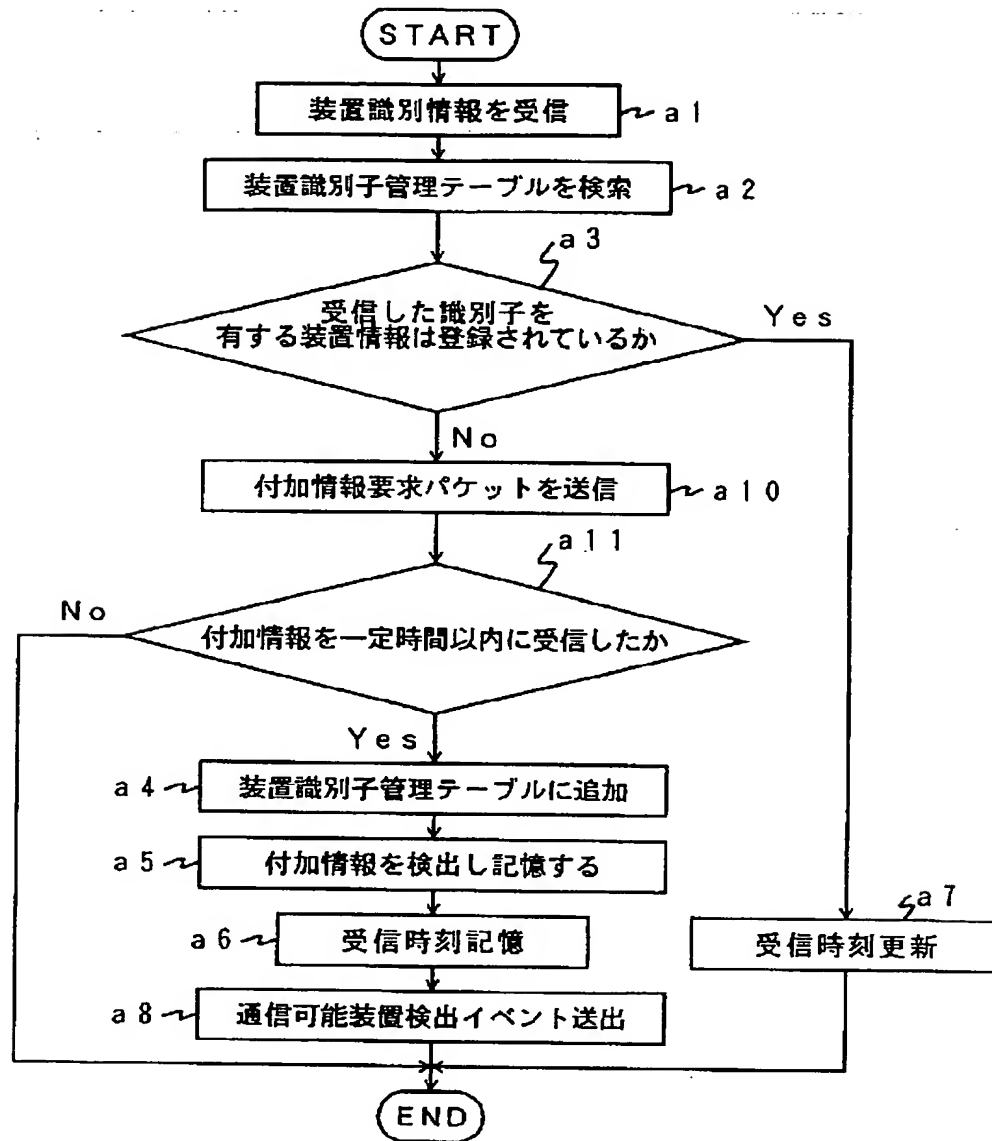 START
装置識別情報を受信
a1
装置識別子管理テーブルを検索
a2
a3
受信した識別子を
有する装置情報は登録されているか
Yes
No
付加情報要求パケットを送信
a10
a11
No
付加情報を一定時間以内に受信したか
Yes
a4
装置識別子管理テーブルに追加
a5
付加情報を検出し記憶する
a6
受信時刻記憶
a7
受信時刻更新
a8
通信可能装置検出イベント送出
END